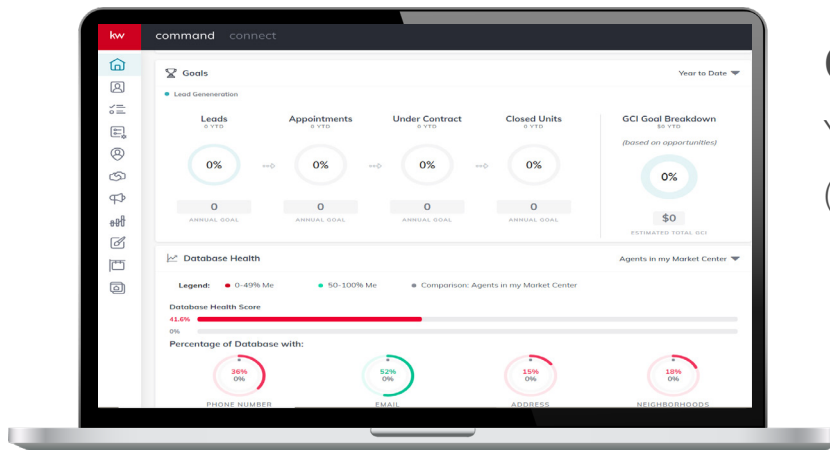 kw command connect
Goals Year to Date
Lead Geneneration
Leads Appointments Under Contract Closed Units GCI Goal Breakdown
0 YTD 0 YTD 0 YTD 0 YTD $0 YTD
(based on opportunities)
0% 0% 0% 0% 0%
0 0 0 0 $0
ANNUAL GOAL ANNUAL GOAL ANNUAL GOAL ANNUAL GOAL ESTIMATED TOTAL GCI
Database Health Agents in my Market Center
Legend: 0-49% Me 50-100% Me Comparison: Agents in my Market Center
Database Health Score
41.6%
0%
Percentage of Database with:
36% 52% 15% 18%
0% 0% 0% 0%
PHONE NUMBER EMAIL ADDRESS NEIGHBORHOODS